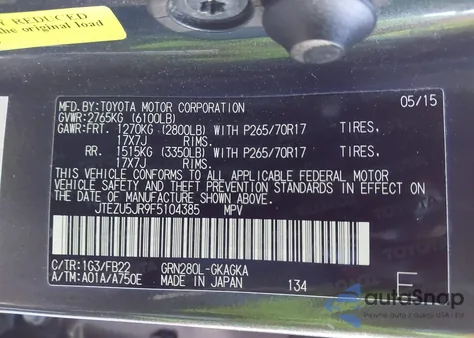 REDUCED
the original load
MFD.BY:TOYOTA MOTOR CORPORATION 05/15
GVWR:2765KG (6100LB)
GAWR:FRT. 1270KG (2800LB) WITH P265/70R17 TIRES,
17X7J RIMS.
RR. 1515KG (3350LB) WITH P265/70R17 TIRES,
17X7J RIMS.
THIS VEHICLE CONFORMS TO ALL APPLICABLE FEDERAL MOTOR
VEHICLE SAFETY AND THEFT PREVENTION STANDARDS IN EFFECT ON
THE DATE OF MANUFACTURE SHOWN ABOVE.
JTEZU5JR9F5104385 MPV
C/TR:1G3/FB22 GRN280L-GKAGKA
A/TM:A01A/A750E MADE IN JAPAN 134
E
autoSnap